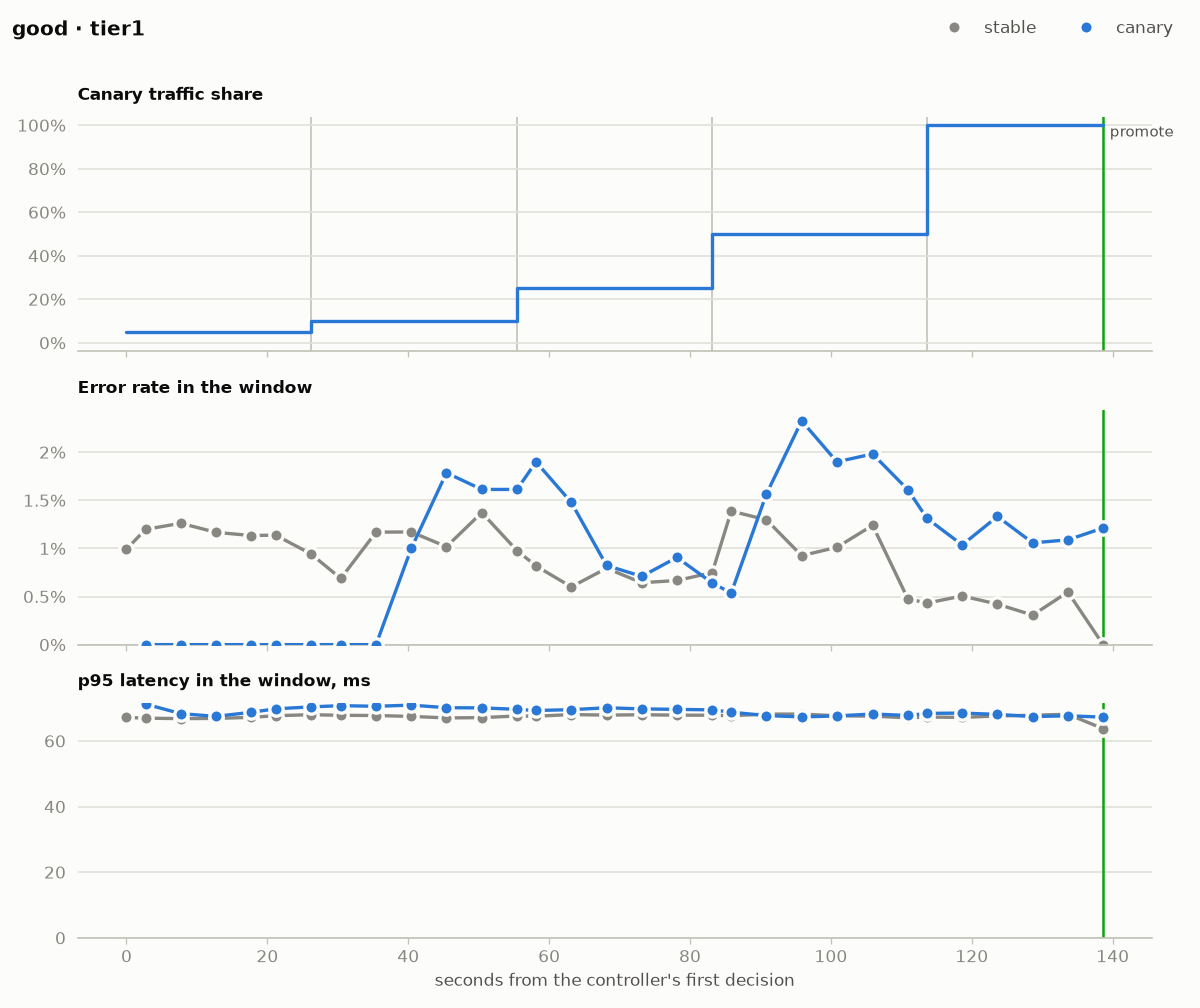 good · tier1
stable
canary
Canary traffic share
100%
promote
80%
60%
40%
20%
0%
Error rate in the window
2%
1.5%
1%
0.5%
0%
p95 latency in the window, ms
60
40
20
0
0 20 40 60 80 100 120 140
seconds from the controller's first decision